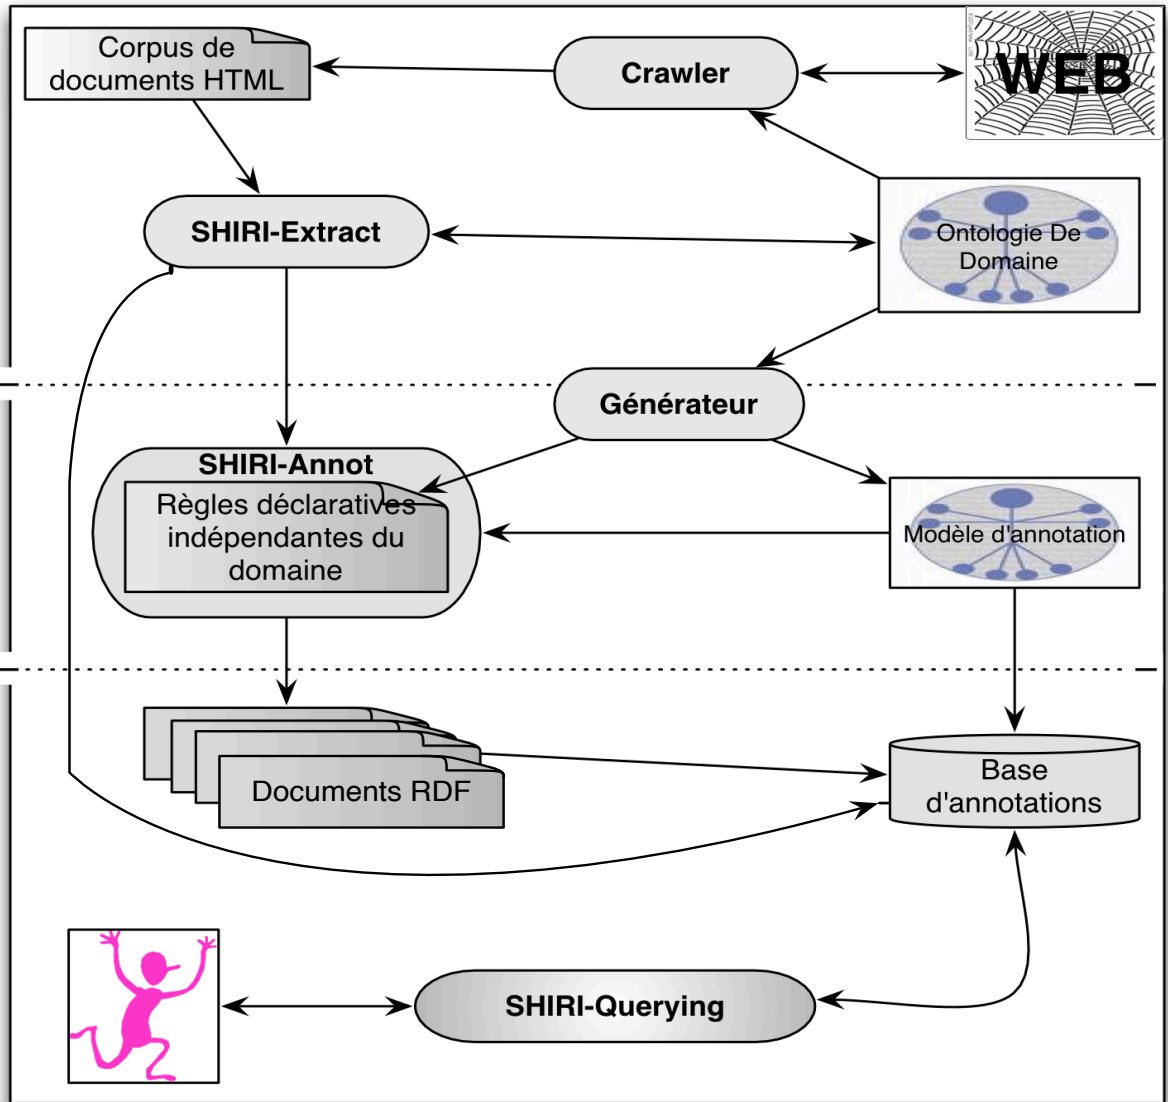 Corpus de
documents HTML
Crawler
WEB
SHIRI-Extract
Ontologie De
Domaine
Générateur
SHIRI-Annot
Règles déclaratives
indépendantes du
domaine
Modèle d'annotation
Documents RDF
Base
d'annotations
SHIRI-Querying